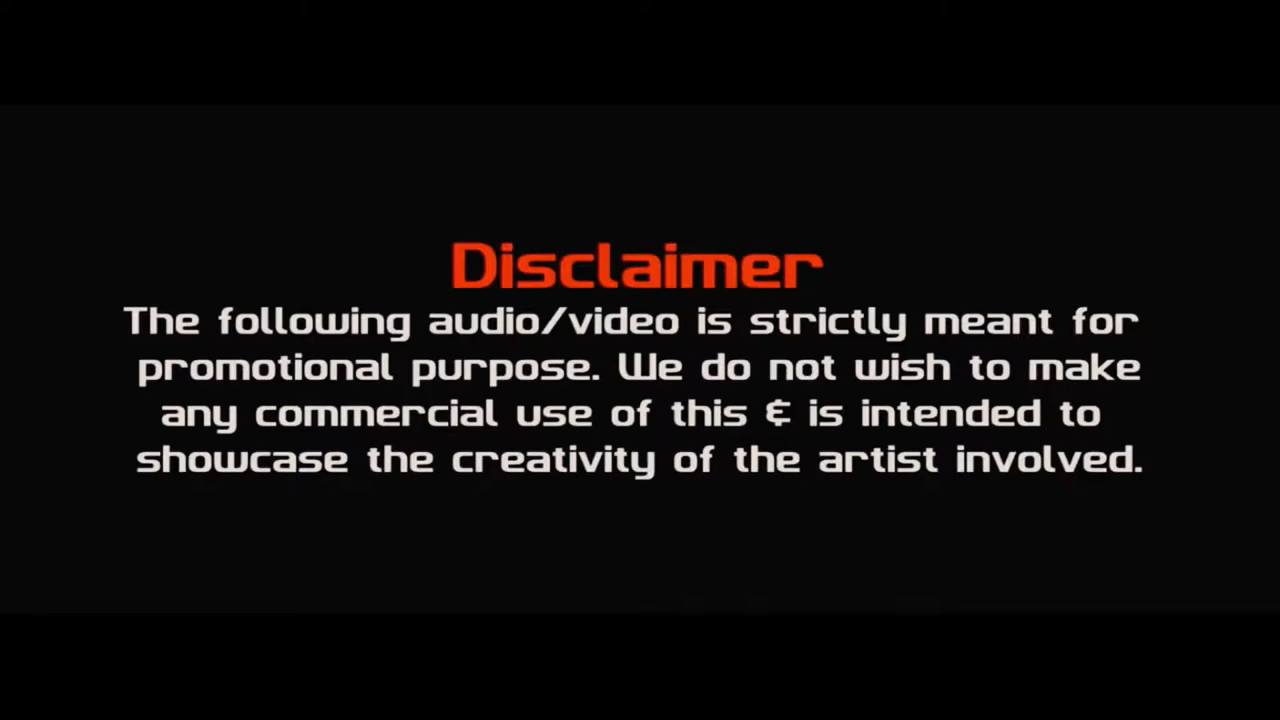 Disclaimer
The following audio/video is strictly meant for
promotional purpose. We do not wish to make
any commercial use of this & is intended to
showcase the creativity of the artist involved.